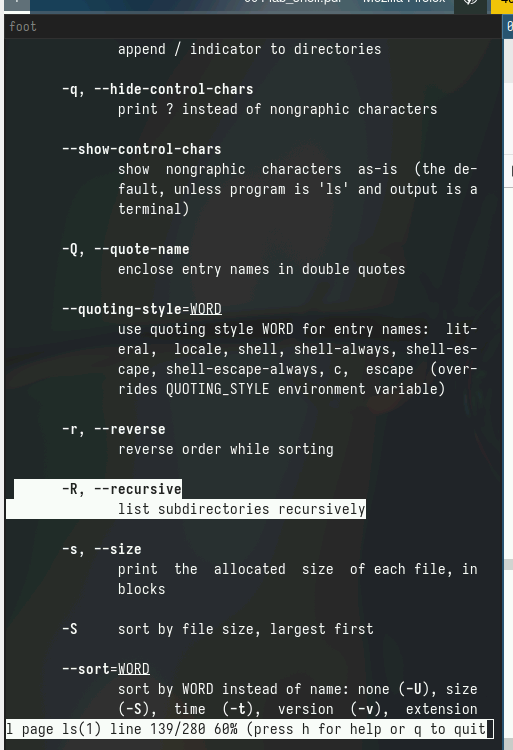 foot
append / indicator to directories
-q, --hide-control-chars
print ? instead of nongraphic characters
--show-control-chars
show  nongraphic  characters  as-is  (the de-
fault, unless program is 'ls' and output is a
terminal)
-Q, --quote-name
enclose entry names in double quotes
--quoting-style=WORD
use quoting style WORD for entry names:  lit-
eral,  locale, shell, shell-always, shell-es-
cape, shell-escape-always, c,  escape  (over-
rides QUOTING_STYLE environment variable)
-r, --reverse
reverse order while sorting
-R, --recursive
list subdirectories recursively
-s, --size
print  the  allocated  size  of each file, in
blocks
-S     sort by file size, largest first
--sort=WORD
sort by WORD instead of name: none (-U), size
(-S),  time  (-t),  version  (-v),  extension
l page ls(1) line 139/280 60% (press h for help or q to quit